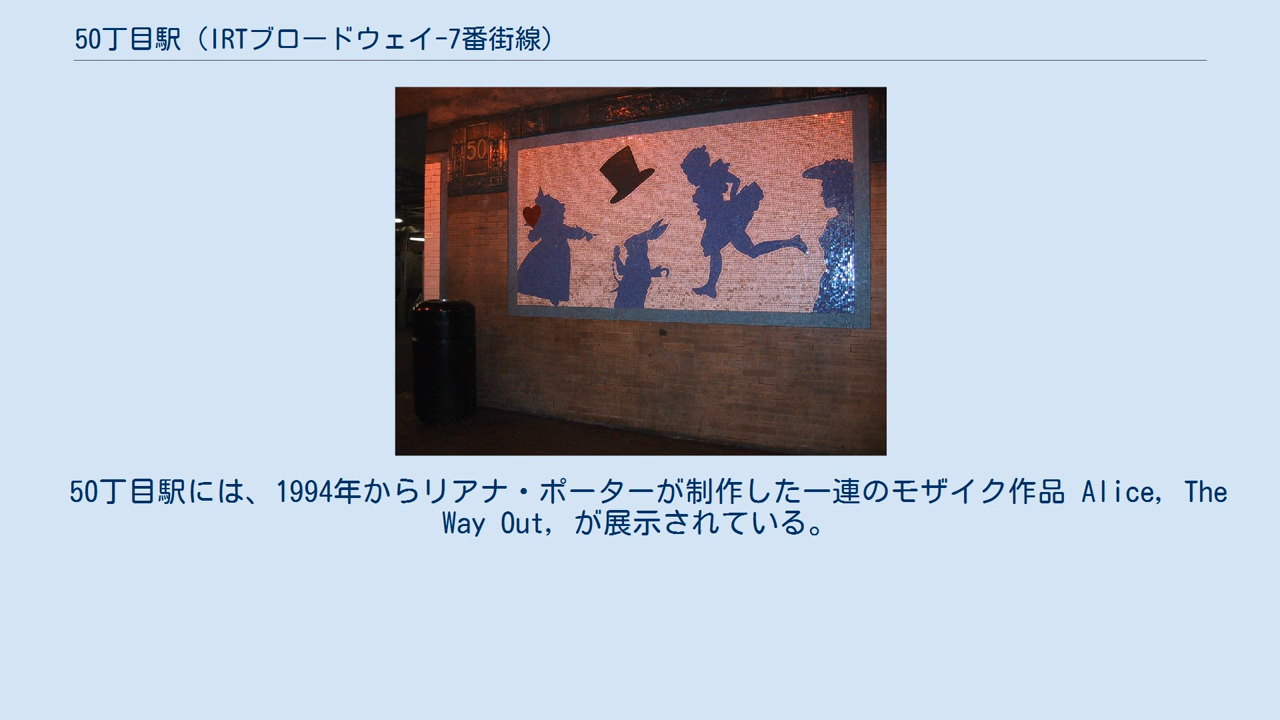 50丁目駅（IRTブロードウェイ-7番街線）
50
50丁目駅には、1994年からリアナ・ポーターが制作した一連のモザイク作品 Alice, The
Way Out, が展示されている。